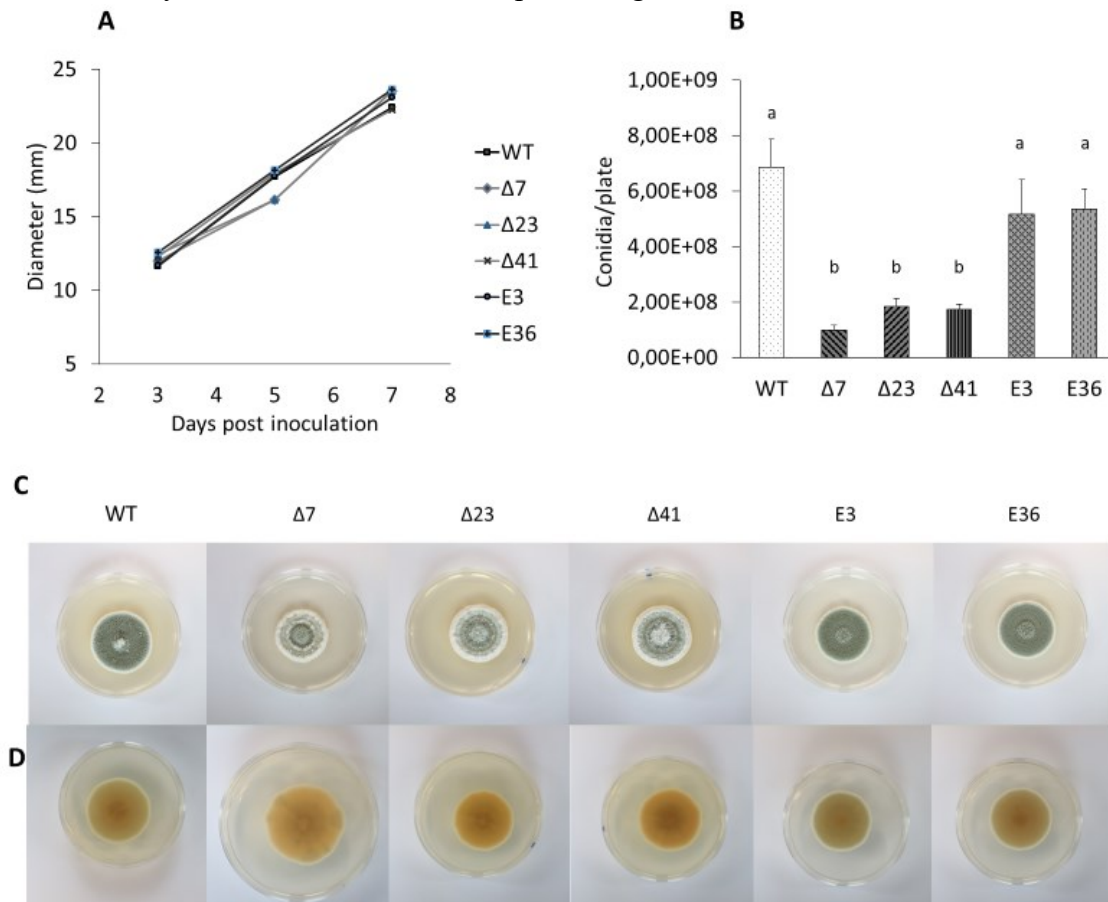 A
25
20
15
10
5
Diameter (mm)
2 3 4 5 6 7 8
Days post inoculation
WT
Δ7
Δ23
Δ41
E3
E36
B
1,00E+09
8,00E+08
6,00E+08
4,00E+08
2,00E+08
0,00E+00
Conidia/plate
a
b
b
b
a
a
WT Δ7 Δ23 Δ41 E3 E36
C
WT Δ7 Δ23 Δ41 E3 E36
D